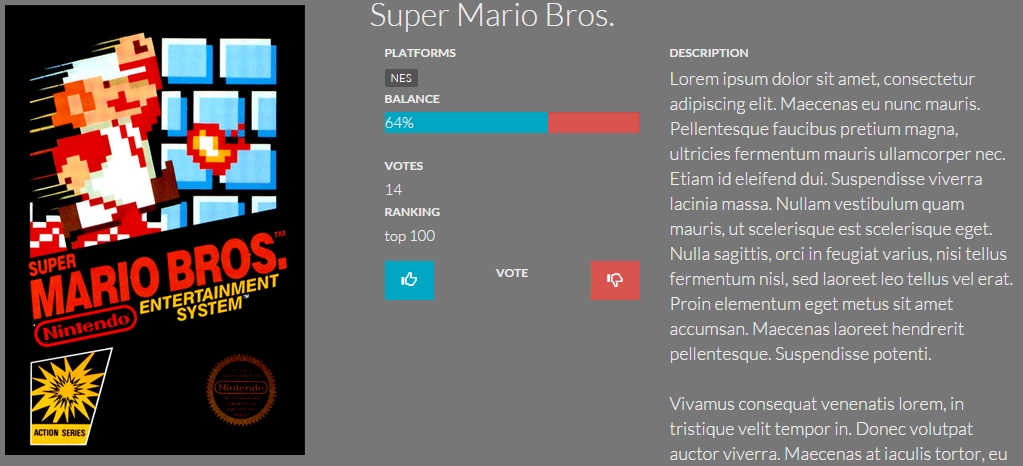 SUPER
MARIO BROS.™
ENTERTAINMENT
SYSTEM™
Nintendo
ACTION SERIES
Nintendo
Super Mario Bros.
PLATFORMS
NES
BALANCE
64%
VOTES
14
RANKING
top 100
VOTE
DESCRIPTION
Lorem ipsum dolor sit amet, consectetur
adipiscing elit. Maecenas eu nunc mauris.
Pellentesque faucibus pretium magna,
ultricies fermentum mauris ullamcorper nec.
Etiam id eleifend dui. Suspendisse viverra
lacinia massa. Nullam vestibulum quam
mauris, ut scelerisque est scelerisque eget.
Nulla sagittis, orci in feugiat varius, nisi tellus
fermentum nisl, sed laoreet leo tellus vel erat.
Proin elementum eget metus sit amet
accumsan. Maecenas laoreet hendrerit
pellentesque. Suspendisse potenti.
Vivamus consequat venenatis lorem, in
tristique velit tempor in. Donec volutpat
auctor viverra. Maecenas at iaculis tortor, eu